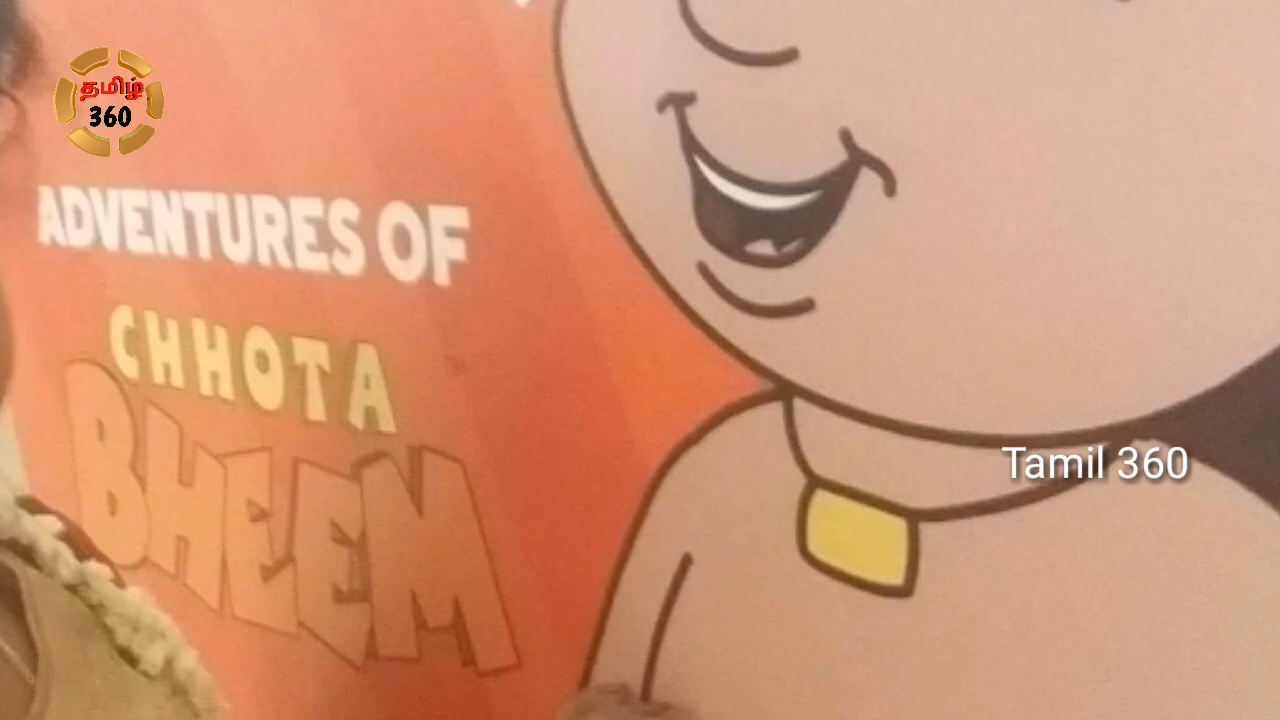 தமிழ்
360
ADVENTURES OF
CHHOTA
BHEEM
Tamil 360